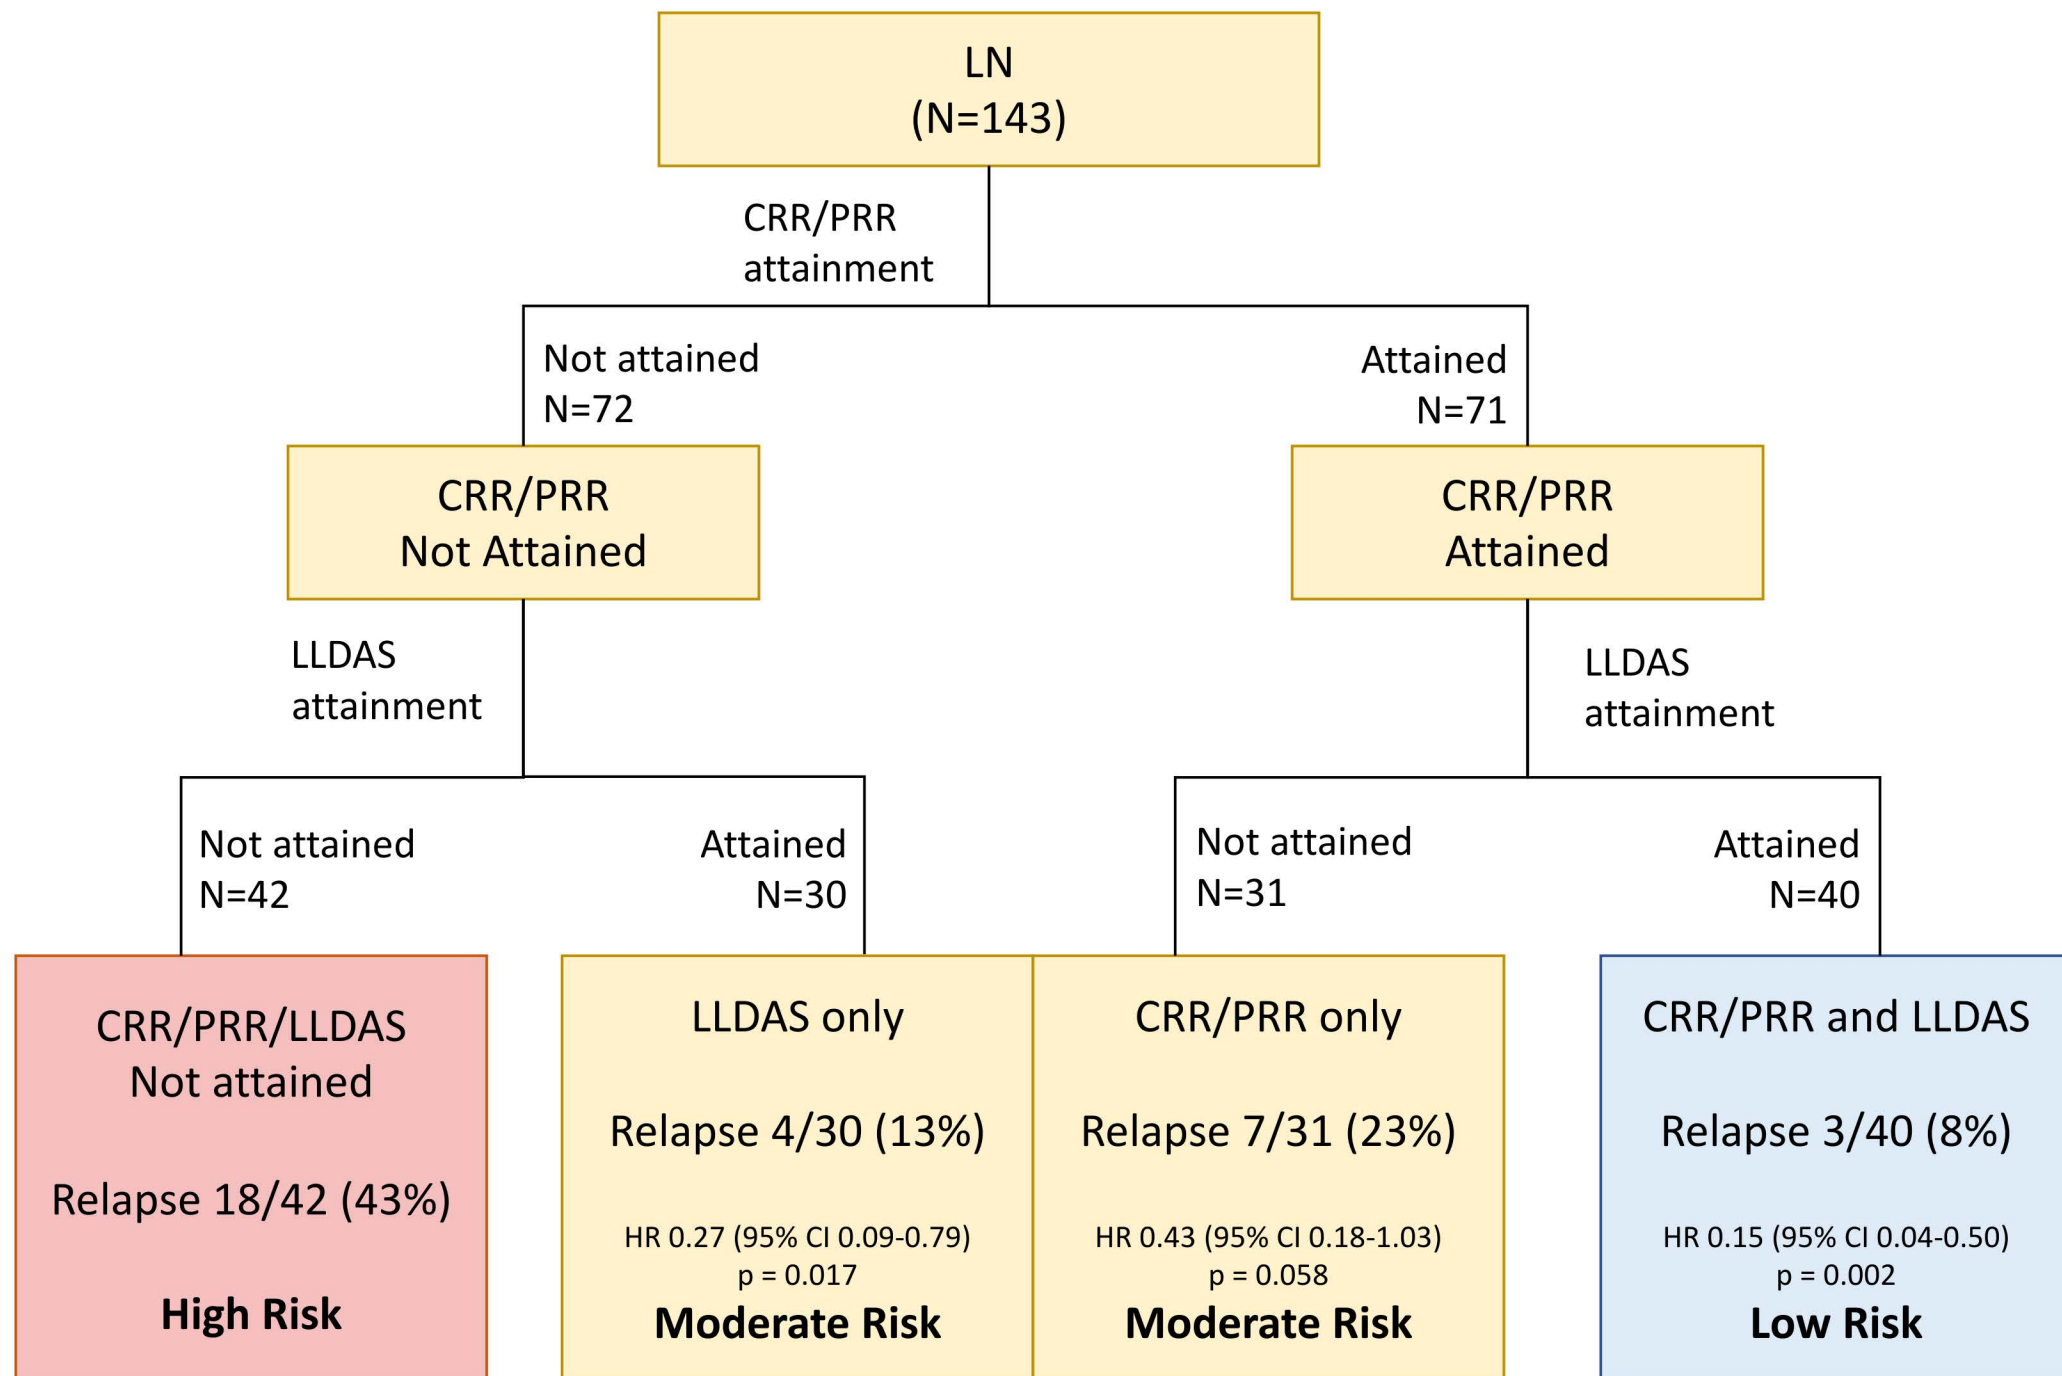 LN
(N=143)
CRR/PRR
attainment
Not attained
N=72
Attained
N=71
CRR/PRR
Not Attained
CRR/PRR
Attained
LLDAS
attainment
LLDAS
attainment
Not attained
N=42
Attained
N=30
Not attained
N=31
Attained
N=40
CRR/PRR/LLDAS
Not attained
Relapse 18/42 (43%)
High Risk
LLDAS only
Relapse 4/30 (13%)
HR 0.27 (95% CI 0.09-0.79)
p = 0.017
Moderate Risk
CRR/PRR only
Relapse 7/31 (23%)
HR 0.43 (95% CI 0.18-1.03)
p = 0.058
Moderate Risk
CRR/PRR and LLDAS
Relapse 3/40 (8%)
HR 0.15 (95% CI 0.04-0.50)
p = 0.002
Low Risk